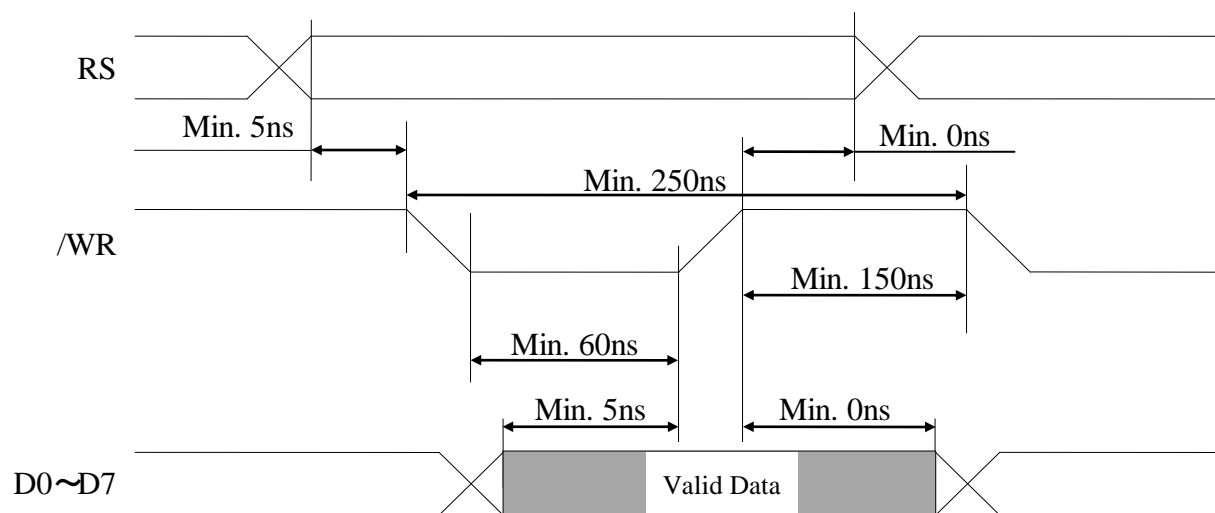 RS
Min. 5ns
Min. 0ns
Min. 250ns
/WR
Min. 150ns
Min. 60ns
Min. 5ns
Min. 0ns
D0～D7
Valid Data